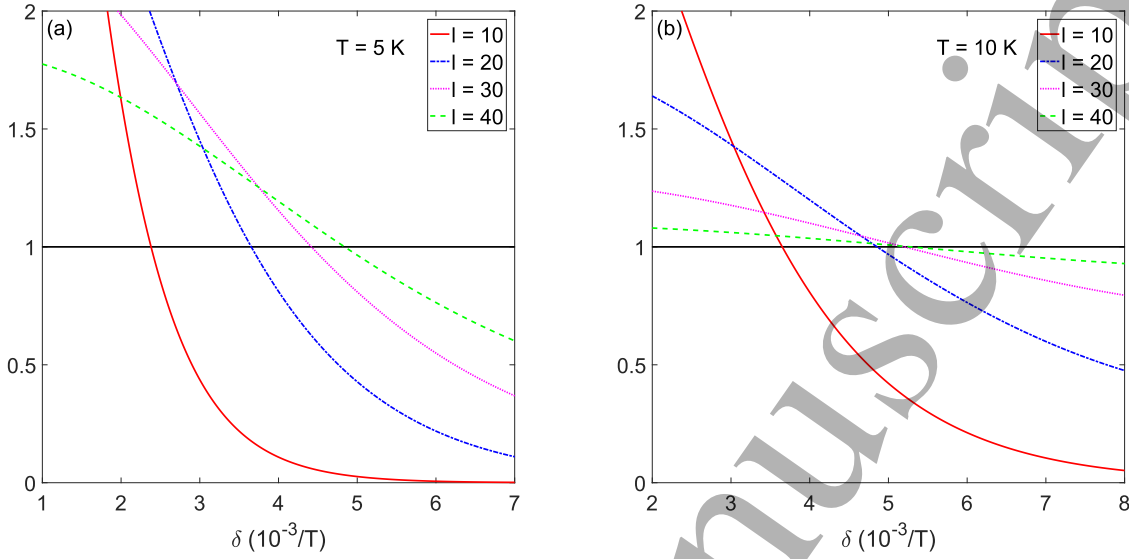 (a)
T = 5 K
l = 10
l = 20
l = 30
l = 40
2
1.5
1
0.5
0
1 2 3 4 5 6 7
δ (10⁻³/T)
(b)
T = 10 K
l = 10
l = 20
l = 30
l = 40
2
1.5
1
0.5
0
2 3 4 5 6 7 8
δ (10⁻³/T)
nuscrip